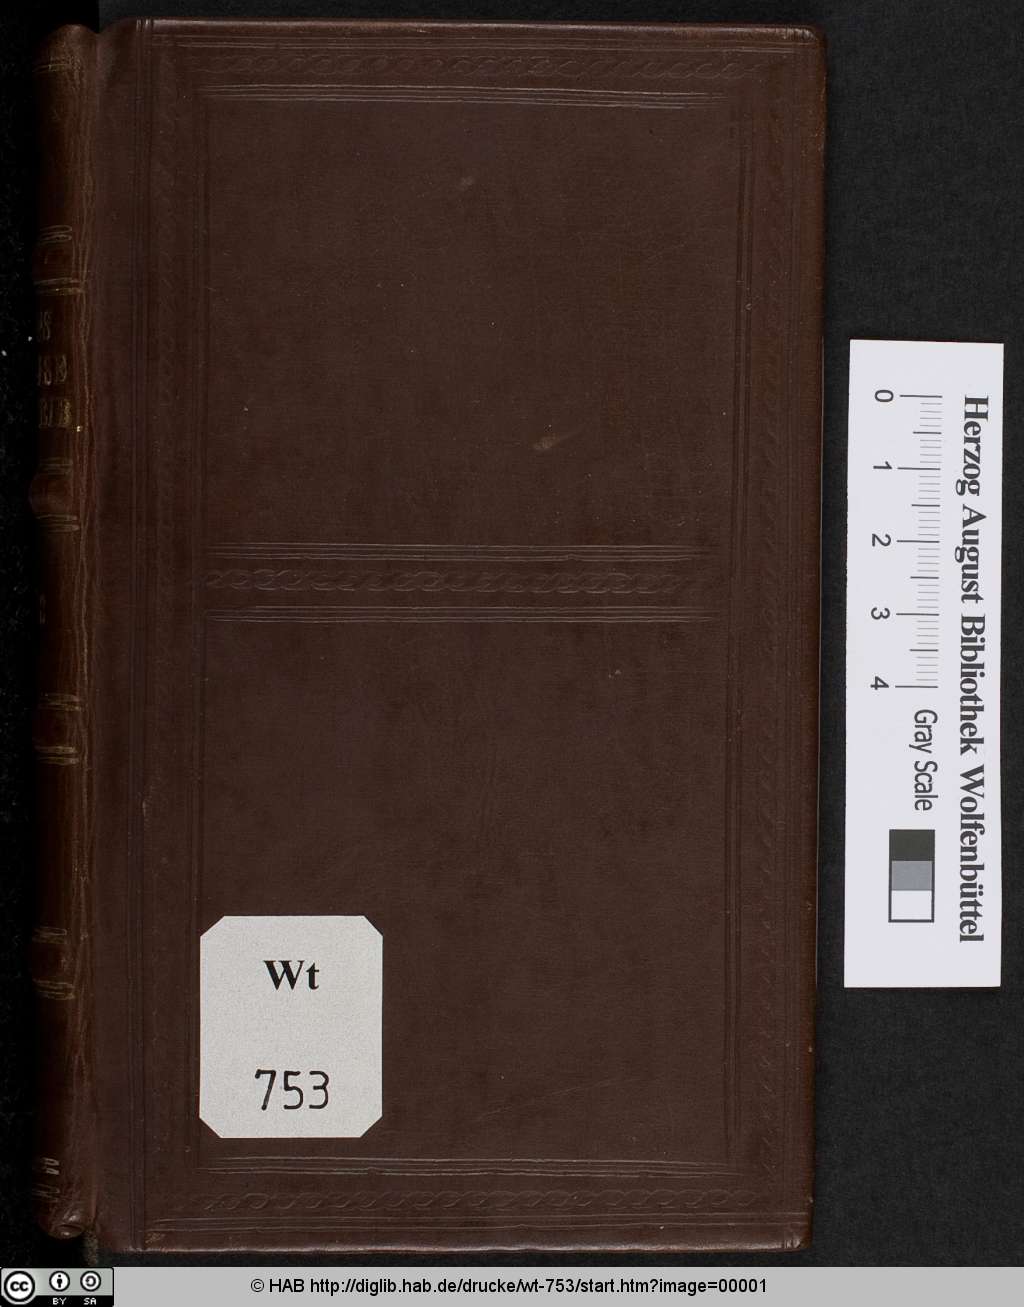 Wt
753
Herzog August Bibliothek Wolfenbüttel
0 1 2 3 4
Gray Scale
cc BY SA
© HAB http://diglib.hab.de/drucke/wt-753/start.htm?image=00001